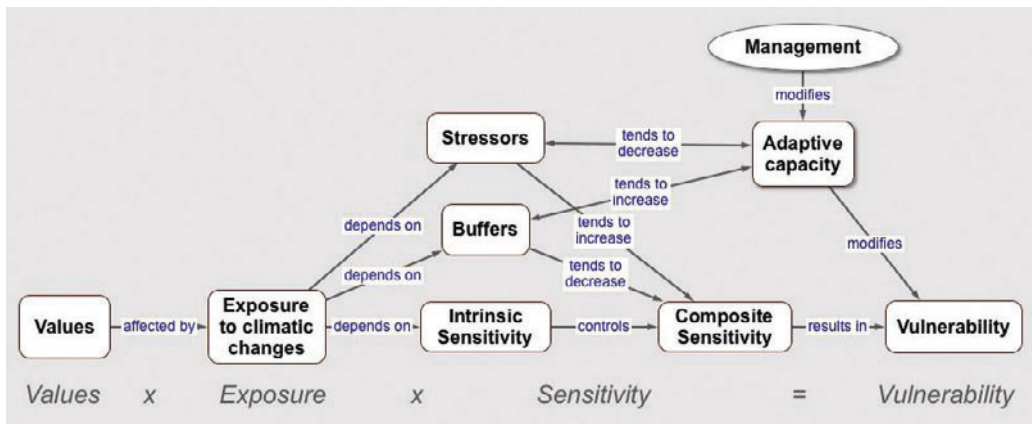 Management
modifies
Stressors
tends to
decrease
Adaptive
capacity
tends to
increase
depends on
Buffers
tends to
increase
modifies
depends on
tends to
decrease
Values
affected by
Exposure
to climatic
changes
depends on
Intrinsic
Sensitivity
controls
Composite
Sensitivity
results in
Vulnerability
Values x Exposure x Sensitivity = Vulnerability